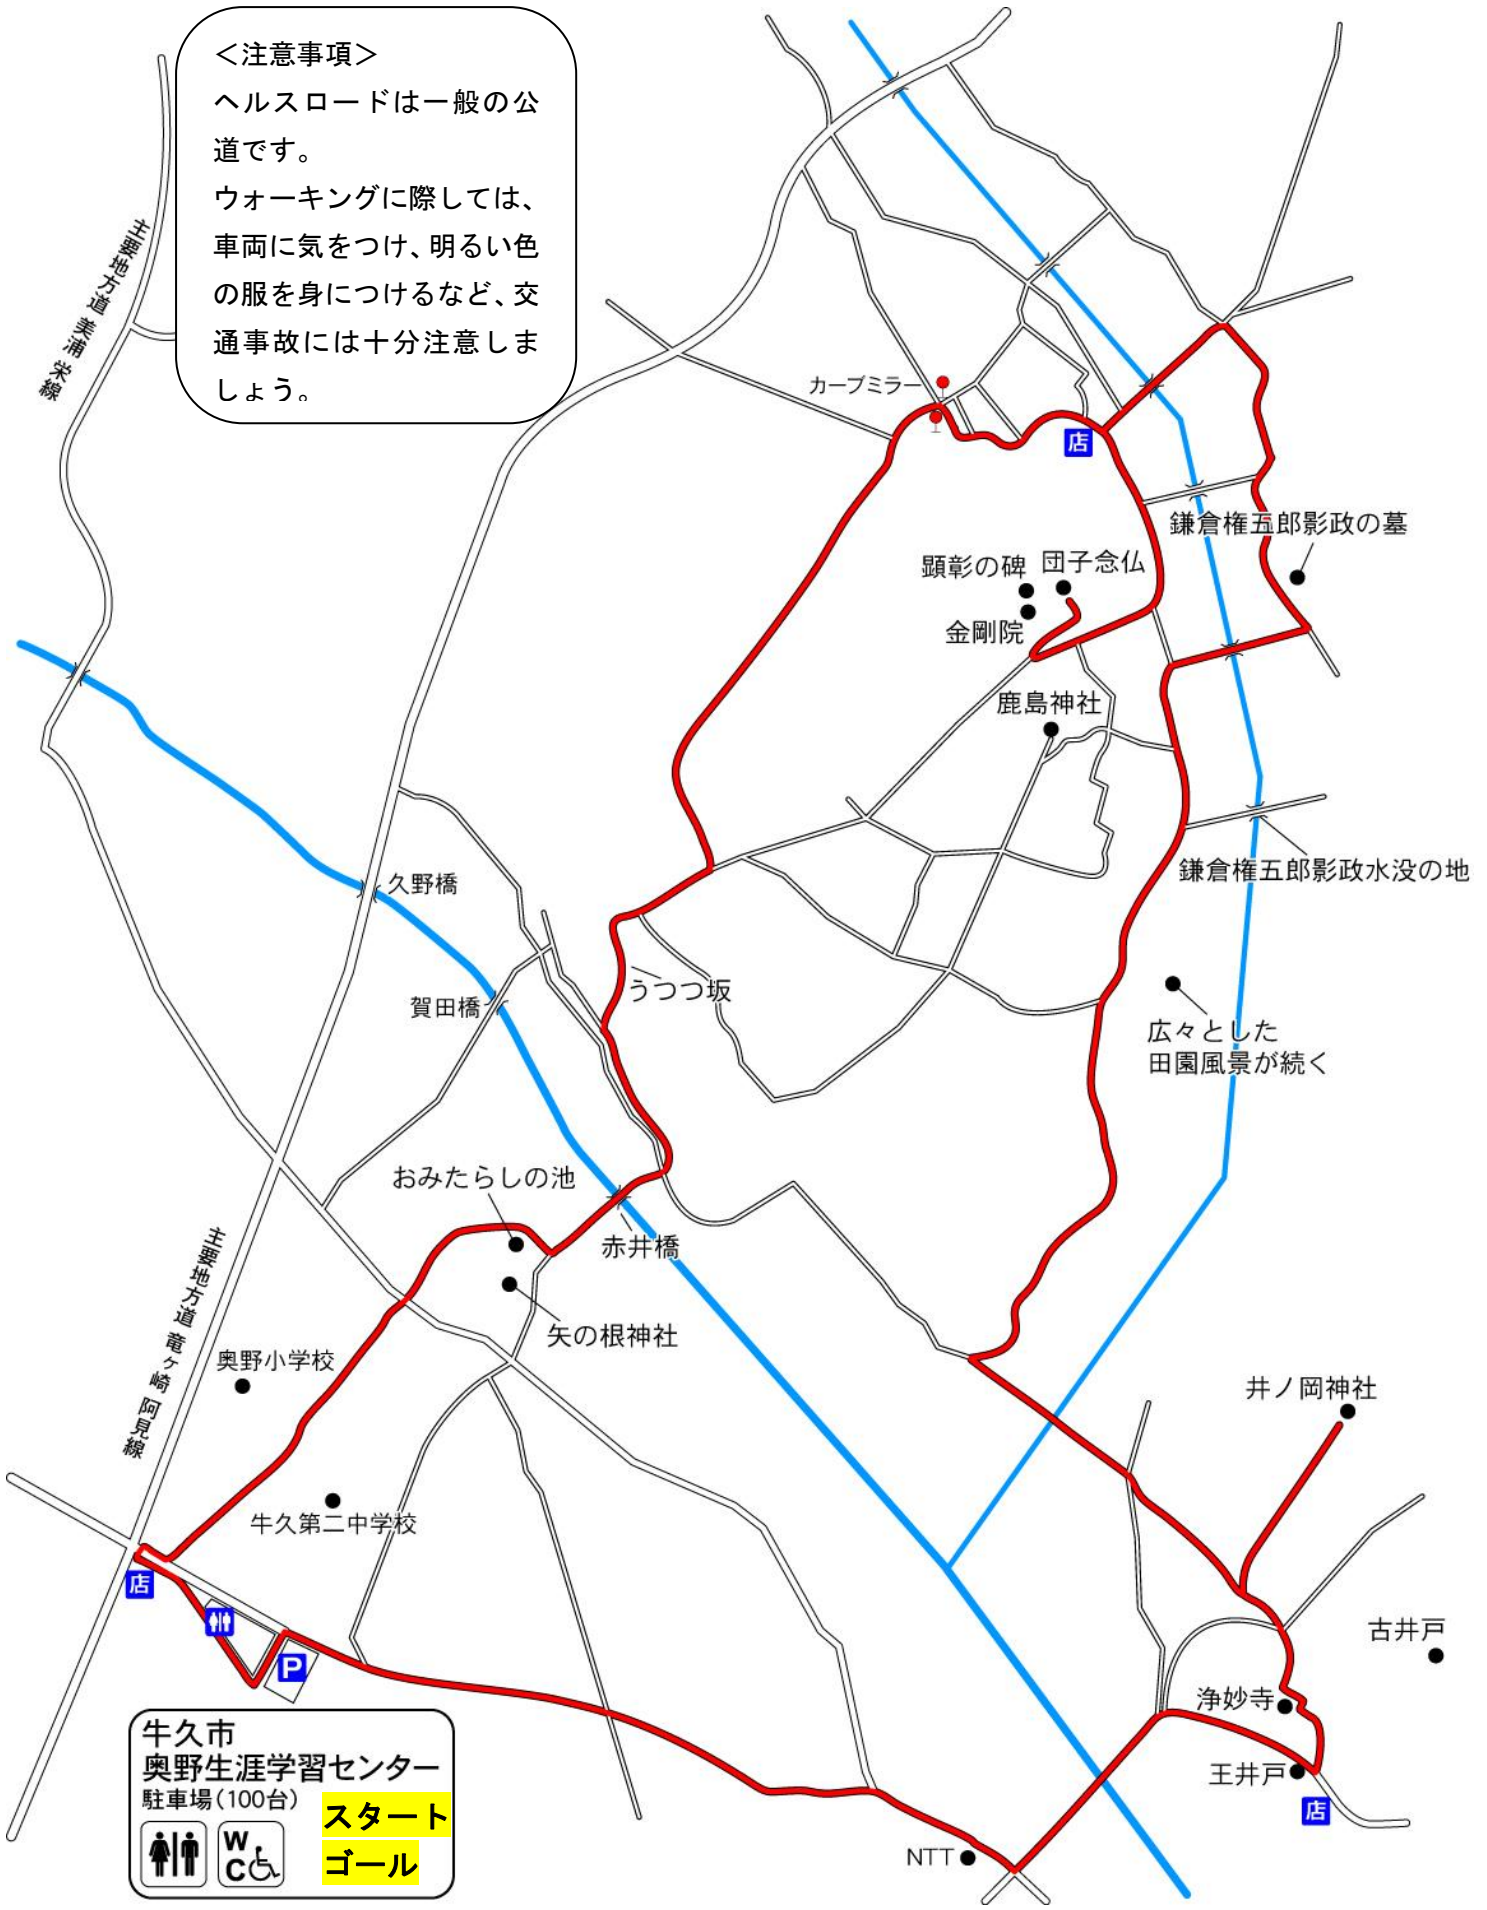 ＜注意事項＞
ヘルスロードは一般の公
道です。
ウォーキングに際しては、
車両に気をつけ、明るい色
の服を身につけるなど、交
通事故には十分注意しま
しょう。
主要地方道 美浦 栄線
カーブミラー
店
鎌倉権五郎影政の墓
顕彰の碑
団子念仏
金剛院
鹿島神社
鎌倉権五郎影政水没の地
久野橋
賀田橋
うつつ坂
広々とした
田園風景が続く
おみたらしの池
赤井橋
矢の根神社
主要地方道 竜ヶ崎 阿見線
奥野小学校
井ノ岡神社
牛久第二中学校
店
古井戸
P
浄妙寺
王井戸
店
牛久市
奥野生涯学習センター
駐車場(100台)
スタート
ゴール
WC
NTT